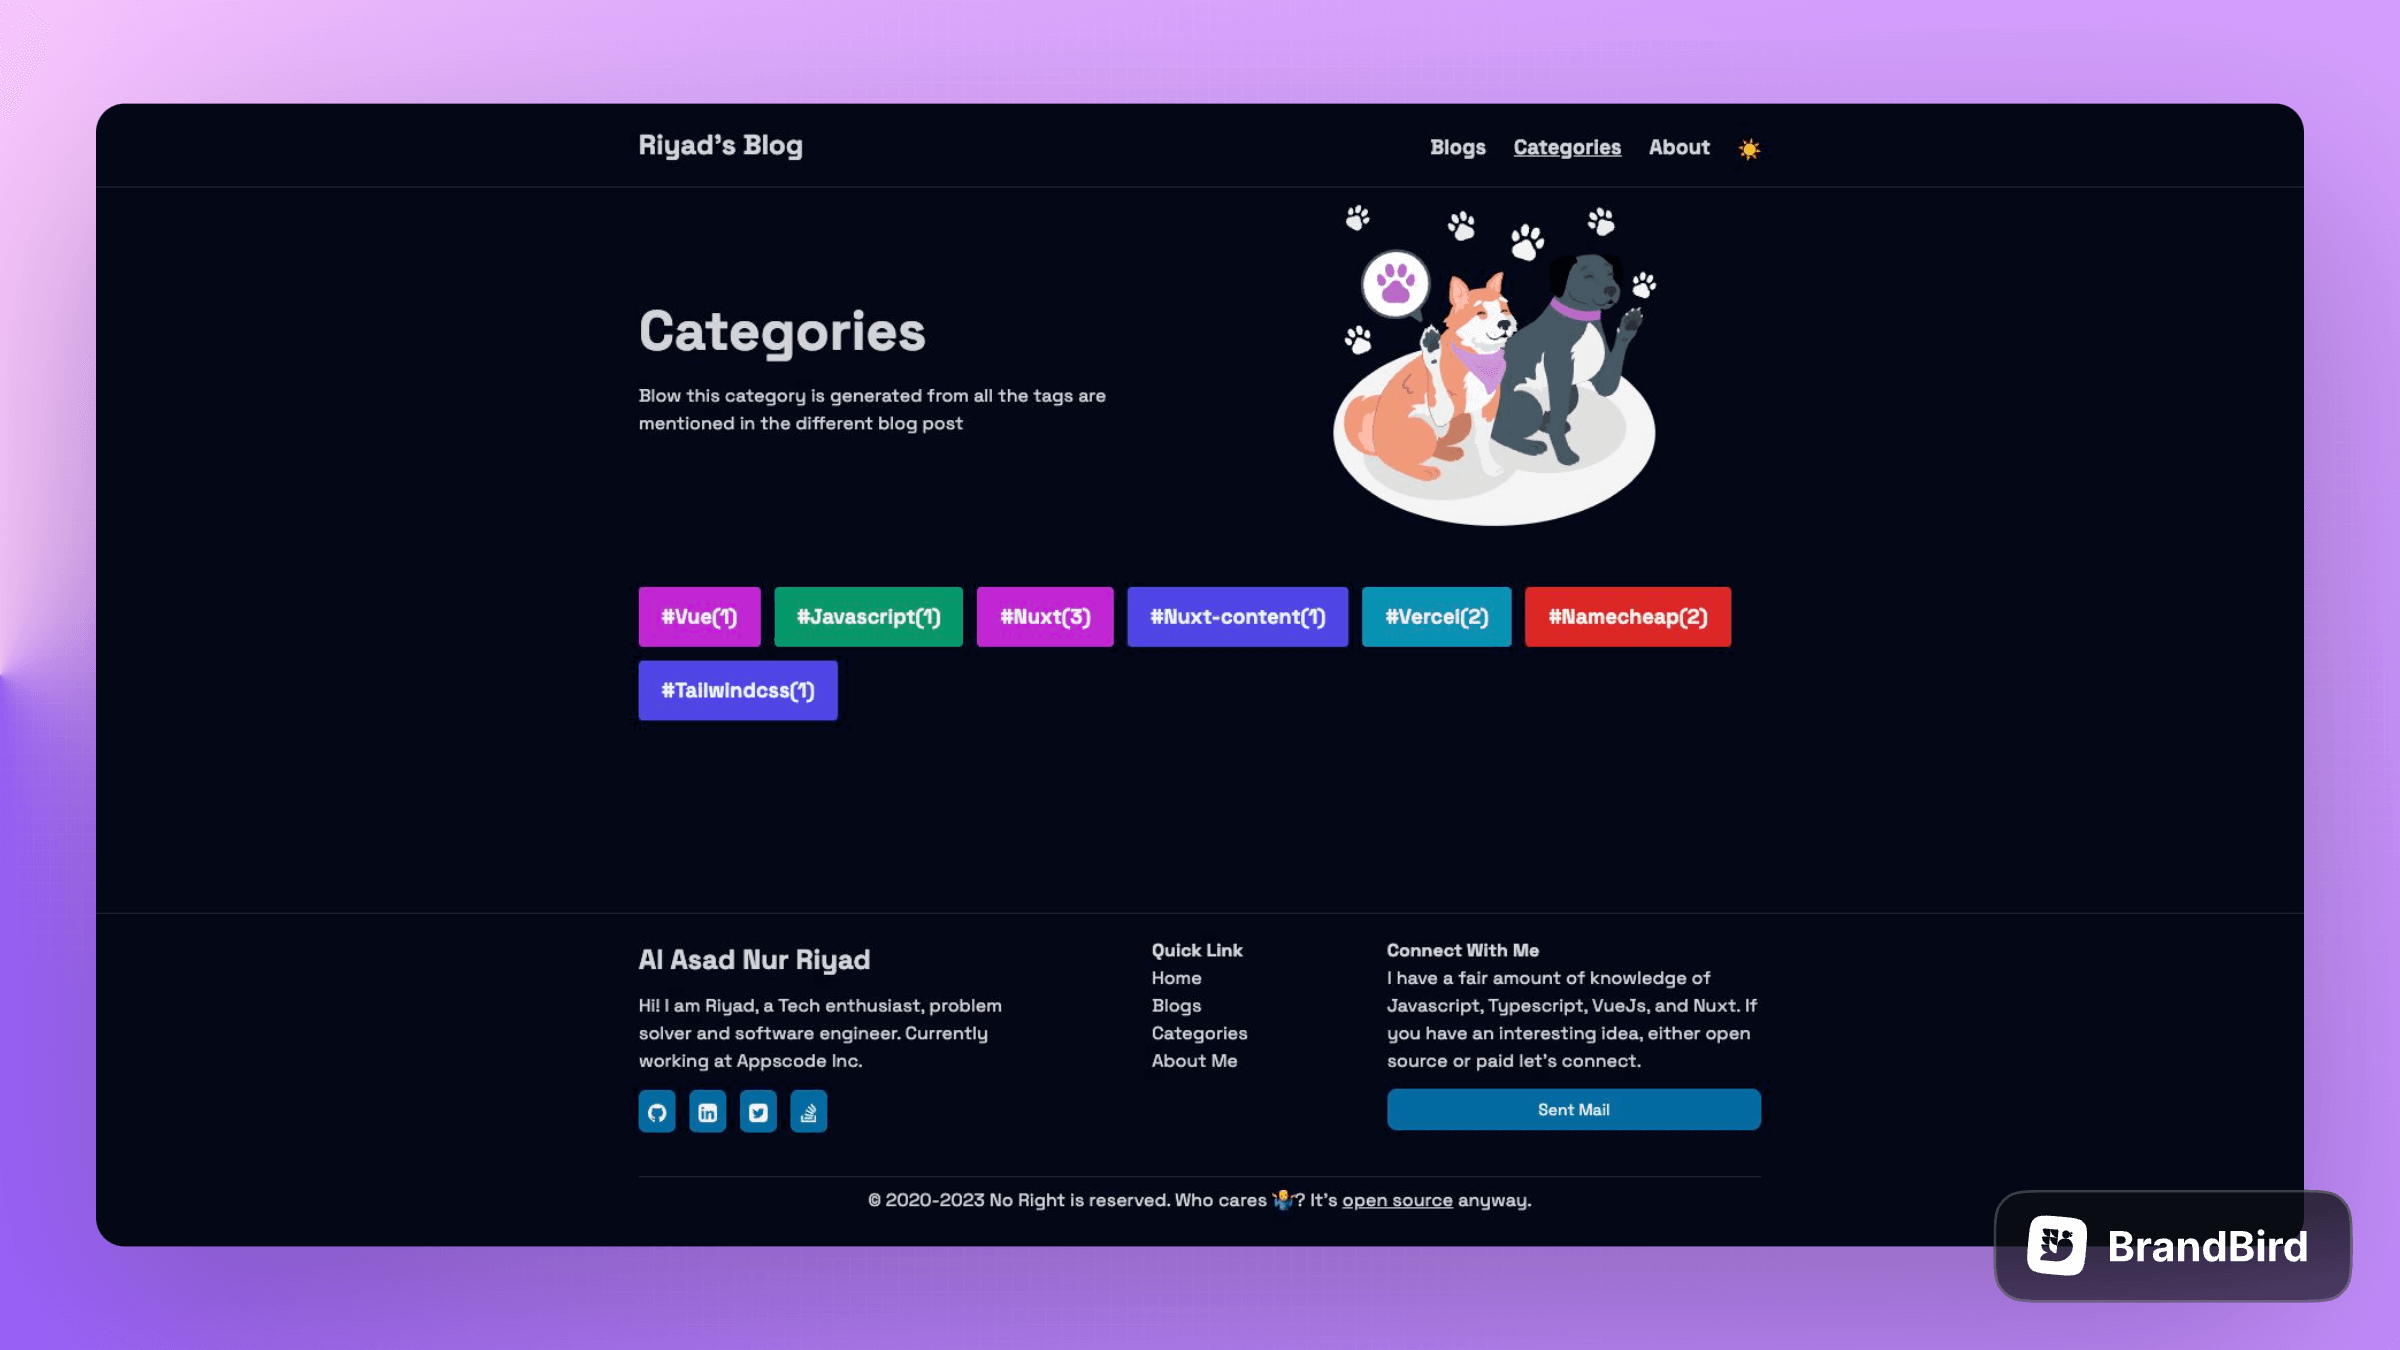 Riyad's Blog
Blogs Categories About
Categories
Blow this category is generated from all the tags are
mentioned in the different blog post
#Vue(1) #Javascript(1) #Nuxt(3) #Nuxt-content(1) #Vercel(2) #Namecheap(2)
#Tailwindcss(1)
Al Asad Nur Riyad
Hi! I am Riyad, a Tech enthusiast, problem
solver and software engineer. Currently
working at Appscode Inc.
Quick Link
Home
Blogs
Categories
About Me
Connect With Me
I have a fair amount of knowledge of
Javascript, Typescript, VueJs, and Nuxt. If
you have an interesting idea, either open
source or paid let's connect.
Sent Mail
© 2020-2023 No Right is reserved. Who cares 🤷? It's open source anyway.
BrandBird